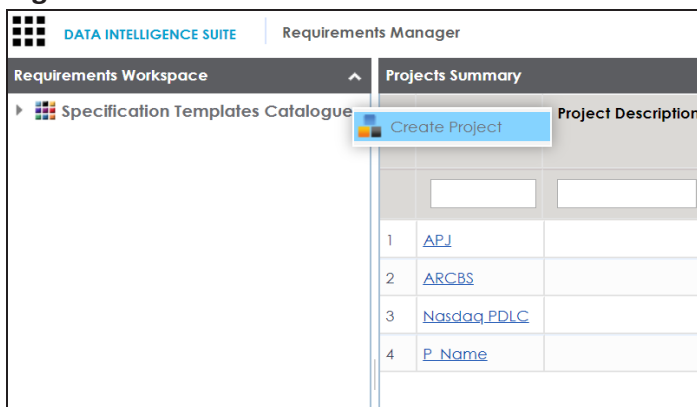 DATA INTELLIGENCE SUITE Requirements Manager
Requirements Workspace Projects Summary
Specification Templates Catalogue
Create Project Project Description
1 APJ
2 ARCBS
3 Nasdaq PDLC
4 P_Name